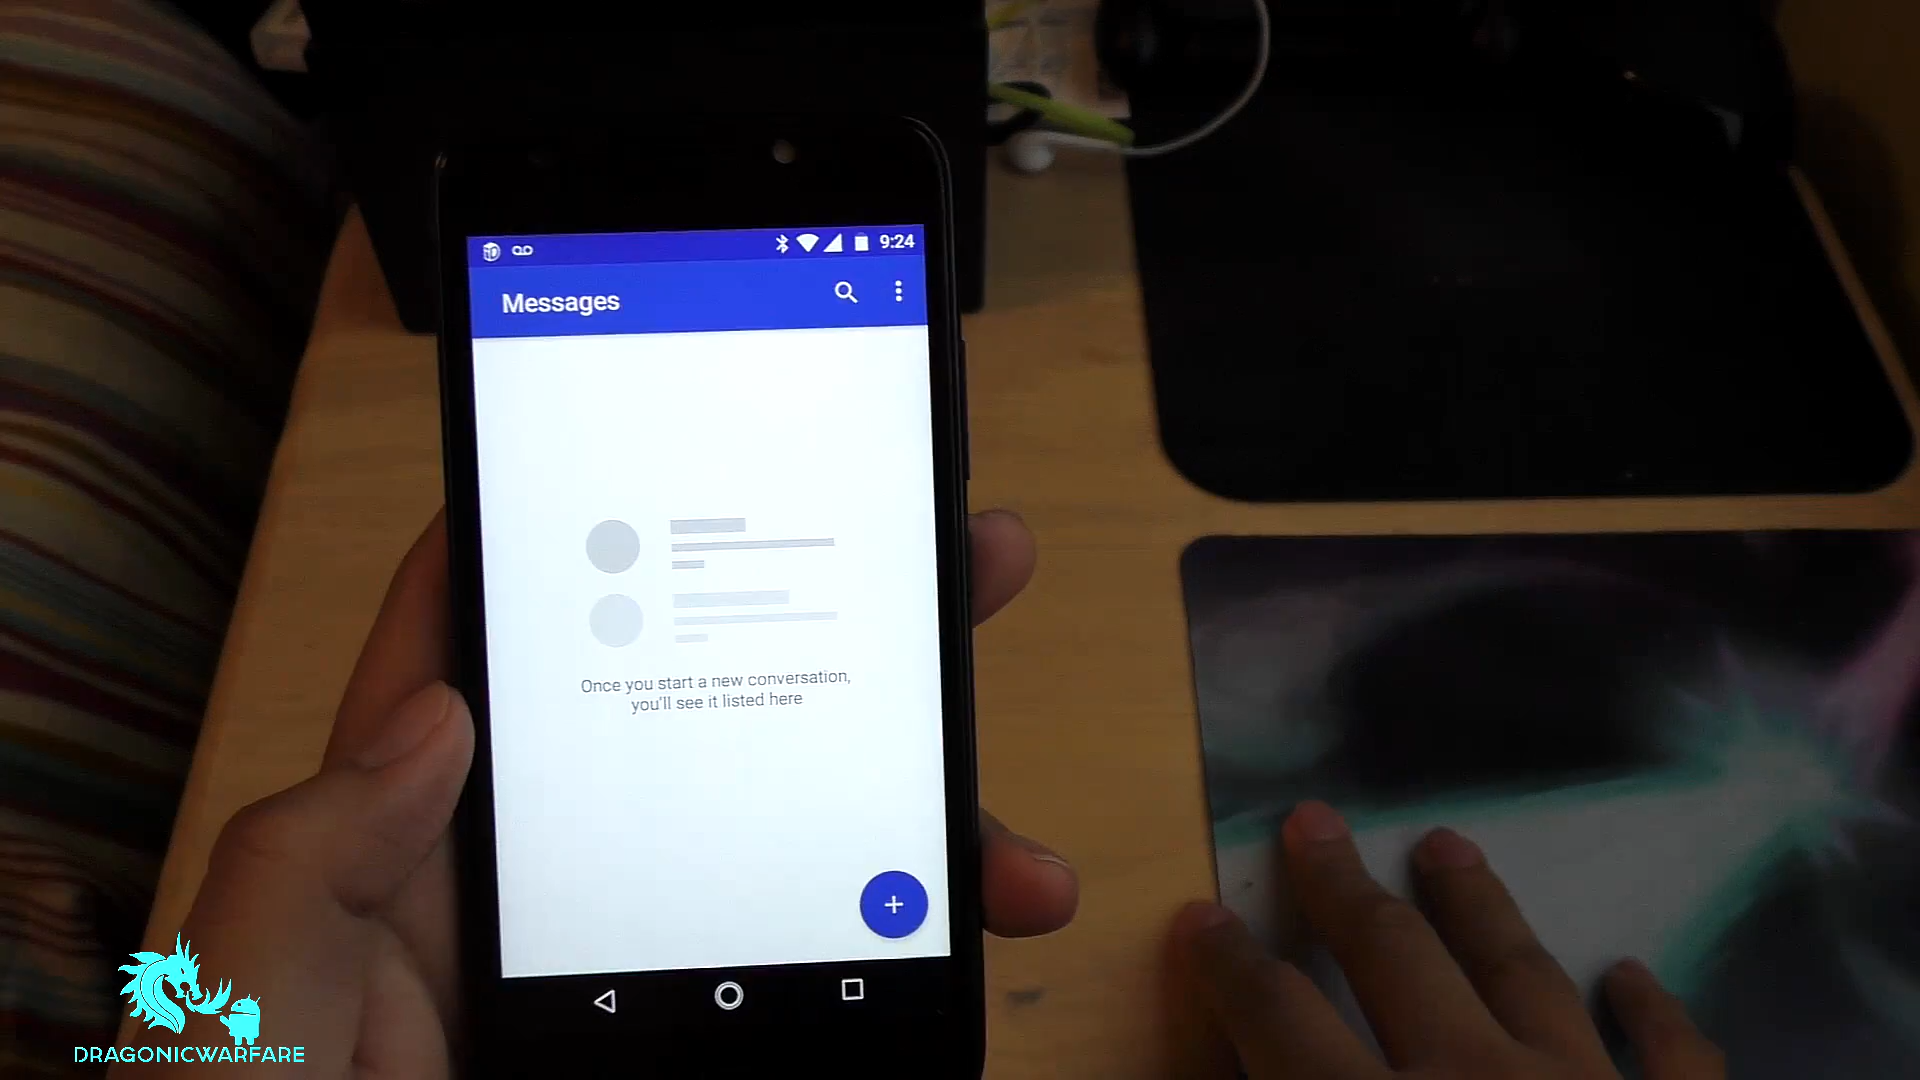 9:24
Messages
Once you start a new conversation,
you'll see it listed here
DRAGONICWARFARE